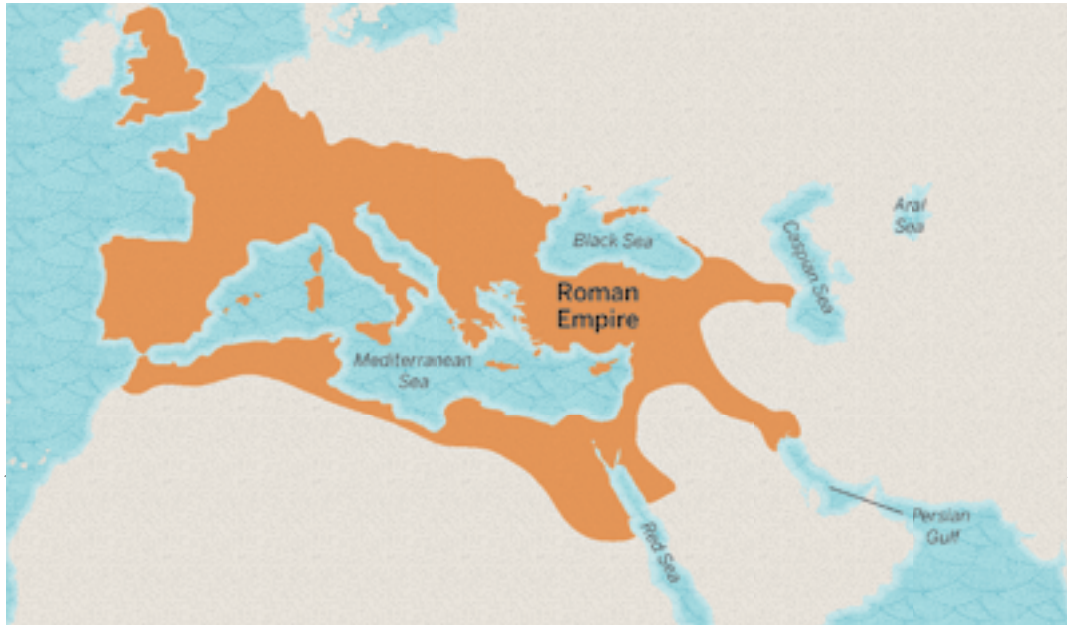 Aral
Sea
Black Sea
Caspian Sea
Roman
Empire
Mediterranean
Sea
Persian
Gulf
Red Sea